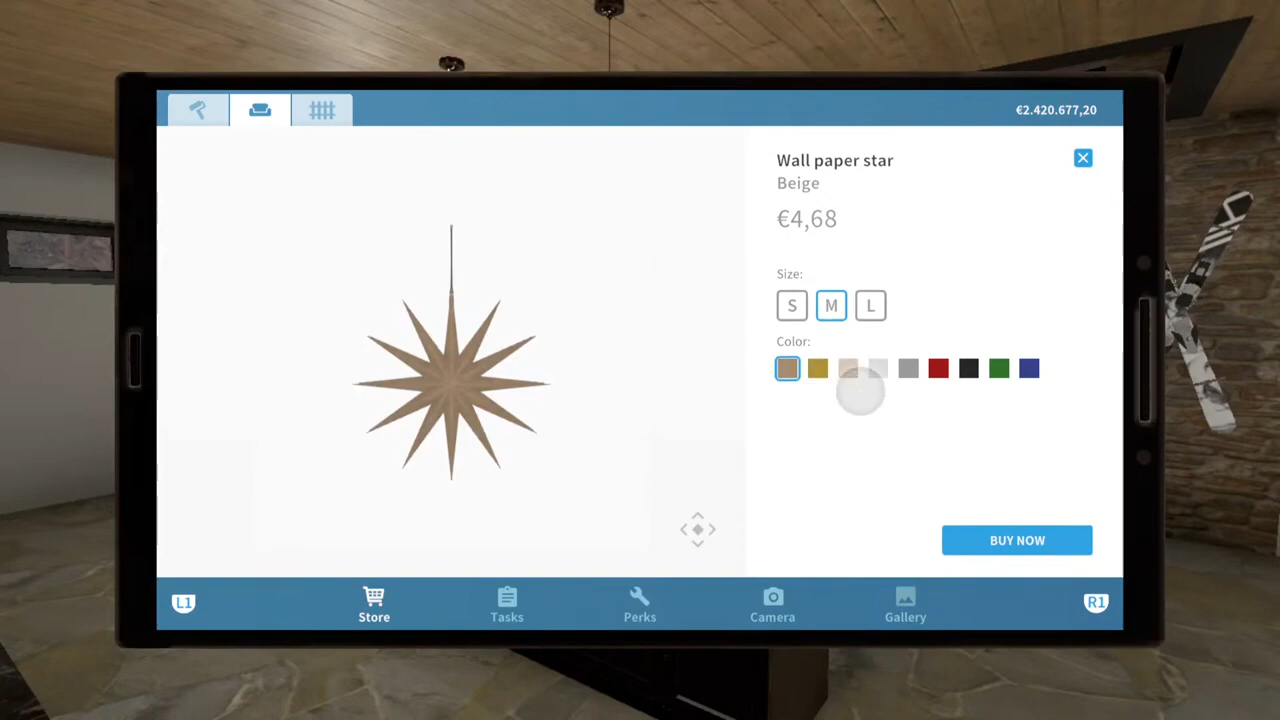 €2.420.677,20
Wall paper star
Beige
€4,68
Size:
S M L
Color:
BUY NOW
L1 Store Tasks Perks Camera Gallery R1